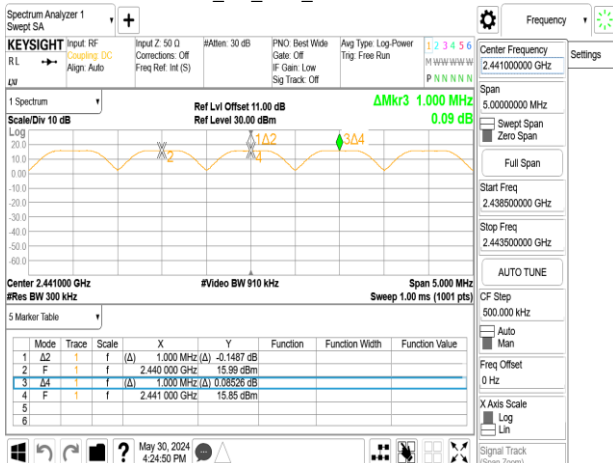 Spectrum Analyzer 1
Swept SA
Frequency
Settings
KEYSIGHT
RL
Input: RF
Coupling: DC
Align: Auto
Input Z: 50 Ω
Corrections: Off
Freq Ref: Int (S)
#Atten: 30 dB
PNO: Best Wide
Gate: Off
IF Gain: Low
Sig Track: Off
Avg Type: Log-Power
Trig: Free Run
1 2 3 4 5 6
M W W W W W
P N N N N N
1 Spectrum
Scale/Div 10 dB
Ref Lvl Offset 11.00 dB
Ref Level 30.00 dBm
ΔMkr3 1.000 MHz
0.09 dB
Log
20.0
10.0
0.00
-10.0
-20.0
-30.0
-40.0
-50.0
-60.0
2
1Δ2
4
3Δ4
Center 2.441000 GHz
#Res BW 300 kHz
#Video BW 910 kHz
Span 5.000 MHz
Sweep 1.00 ms (1001 pts)
5 Marker Table
Mode Trace Scale X Y Function Function Width Function Value
1 Δ2 1 f (Δ) 1.000 MHz (Δ) -0.1487 dB
2 F 1 f 2.440 000 GHz 15.99 dBm
3 Δ4 1 f (Δ) 1.000 MHz (Δ) 0.08526 dB
4 F 1 f 2.441 000 GHz 15.85 dBm
5
6
May 30, 2024
4:24:50 PM
Center Frequency
2.441000000 GHz
Span
5.00000000 MHz
Swept Span
Zero Span
Full Span
Start Freq
2.438500000 GHz
Stop Freq
2.443500000 GHz
AUTO TUNE
CF Step
500.000 kHz
Auto
Man
Freq Offset
0 Hz
X Axis Scale
Log
Lin
Signal Track
(Span Zoom)